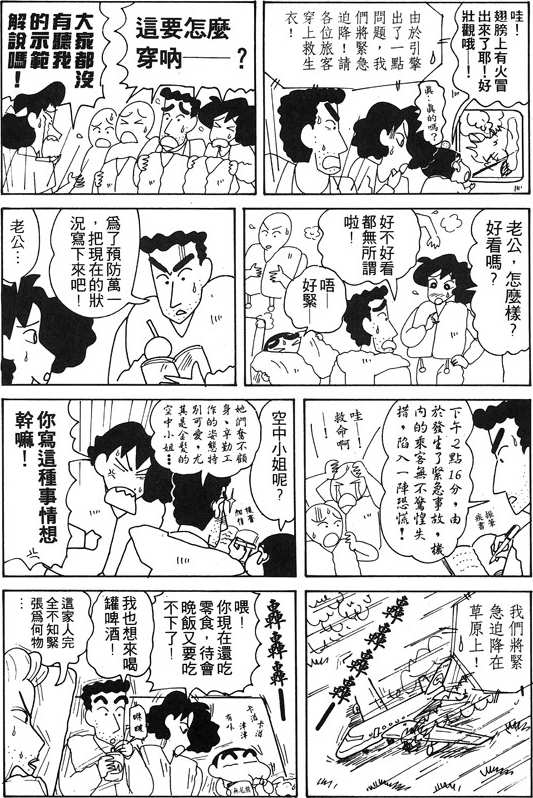 哇！
翅膀上有火冒
出來了耶！好
壯觀哦—！
真‧真的嗎？
由於引擎
出了一點
問題，我
們將緊急
迫降！請
各位旅客
穿上救生
衣！
這要怎麼
穿吶——？
大家都沒
有聽我
的示範
解說嗎！
老公，怎麼樣？
好看嗎？
好不好看
都無所謂
啦！
唔
好緊
為了預防萬一
，把現在的狀
況寫下來吧！
老公…
下午2點16分，由
於發生了緊急事故，機
內的乘客無不驚惶失
措，陷入一陣恐慌！
振筆
疾書
哇—！
救命啊！
空中小姐呢？
她們奮不顧
身、辛勤工
作的姿態特
別可愛，尤
其是金髮的
空中小姐…
你寫這種事情想
幹嘛！
我們將緊
急迫降在
草原上！
轟轟轟—
轟轟轟—
喂！
你現在還吃
零食，待會
晚飯又要吃
不下了！
卡滋卡滋
津津
有味
我也想來喝
罐啤酒！
這家人完
全不知緊
張為何物